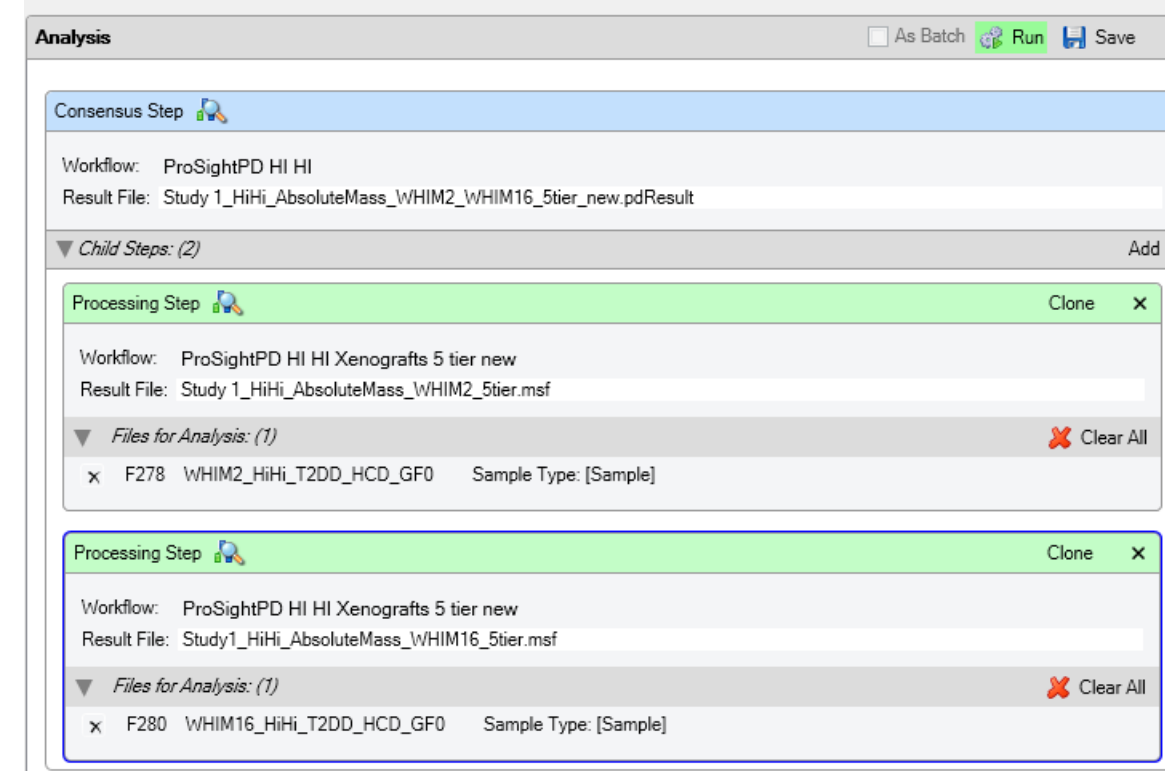 Analysis As Batch Run Save
Consensus Step
Workflow: ProSightPD HI HI
Result File: Study 1_HiHi_AbsoluteMass_WHIM2_WHIM16_5tier_new.pdResult
Child Steps: (2) Add
Processing Step Clone ×
Workflow: ProSightPD HI HI Xenografts 5 tier new
Result File: Study 1_HiHi_AbsoluteMass_WHIM2_5tier.msf
Files for Analysis: (1) Clear All
× F278 WHIM2_HiHi_T2DD_HCD_GF0 Sample Type: [Sample]
Processing Step Clone ×
Workflow: ProSightPD HI HI Xenografts 5 tier new
Result File: Study1_HiHi_AbsoluteMass_WHIM16_5tier.msf
Files for Analysis: (1) Clear All
× F280 WHIM16_HiHi_T2DD_HCD_GF0 Sample Type: [Sample]